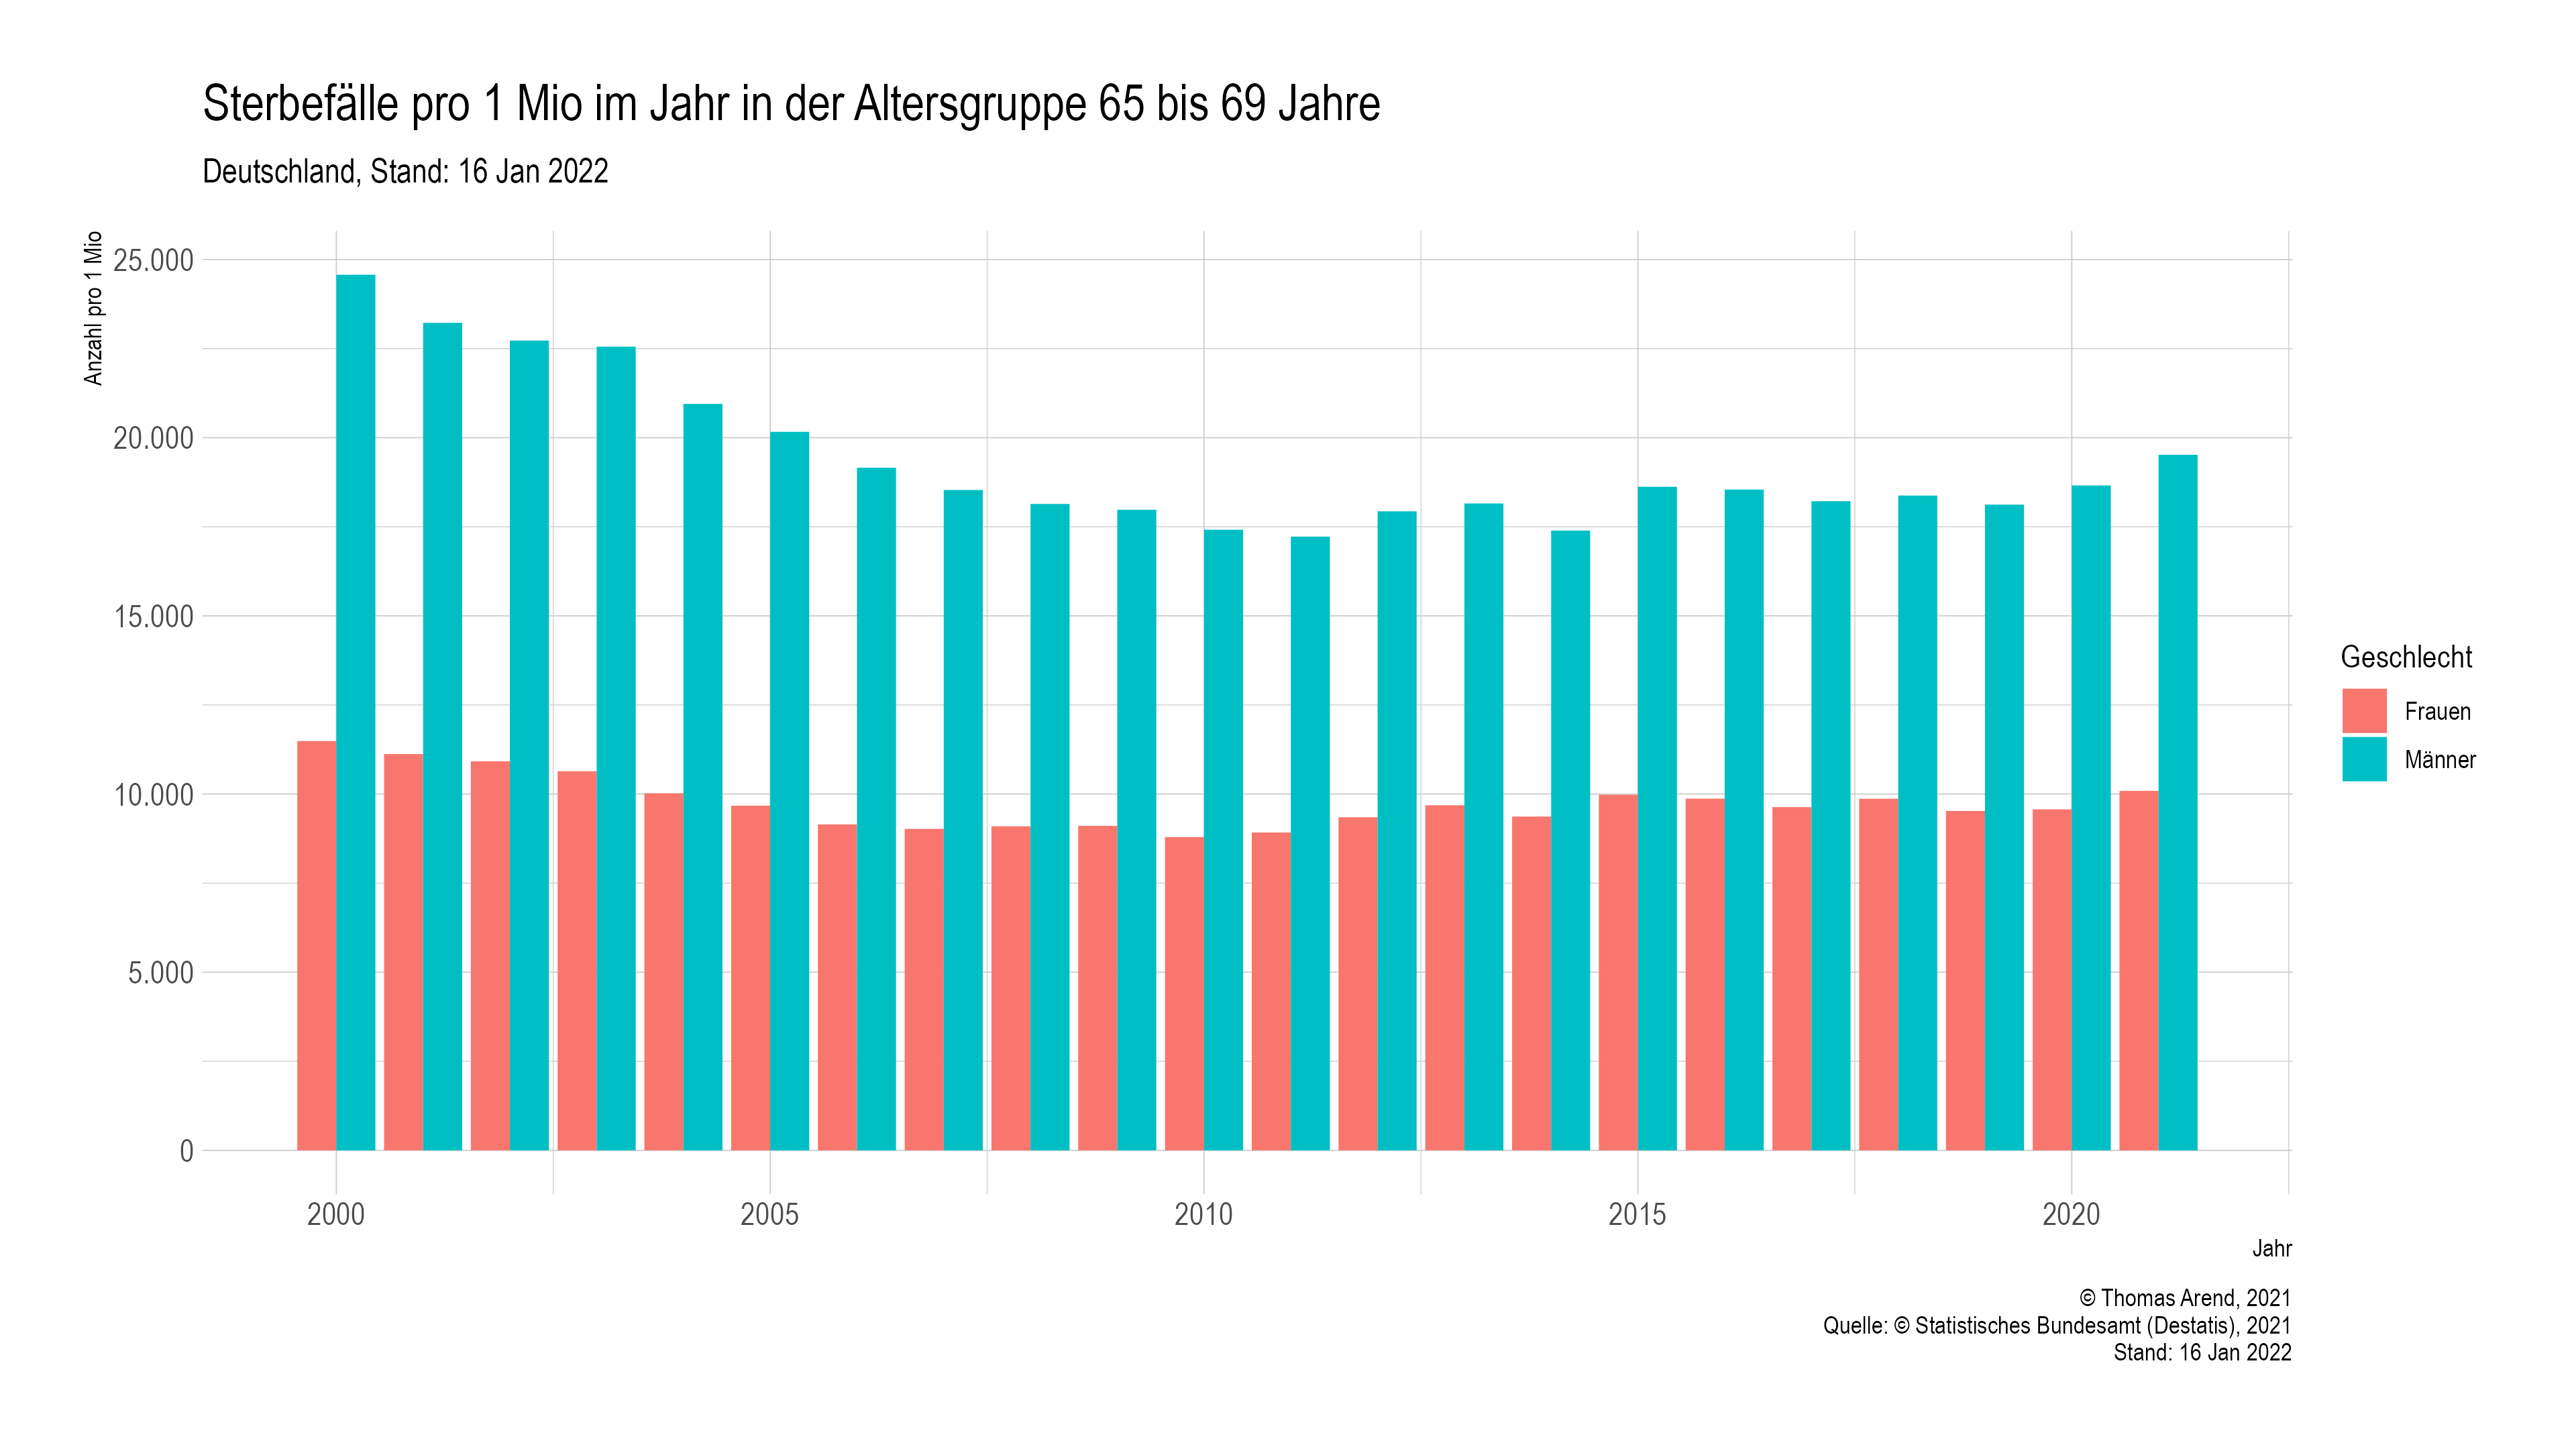 Sterbefälle pro 1 Mio im Jahr in der Altersgruppe 65 bis 69 Jahre
Deutschland, Stand: 16 Jan 2022
Anzahl pro 1 Mio
25.000
20.000
15.000
10.000
5.000
0
2000
2005
2010
2015
2020
Jahr
Geschlecht
Frauen
Männer
© Thomas Arend, 2021
Quelle: © Statistisches Bundesamt (Destatis), 2021
Stand: 16 Jan 2022